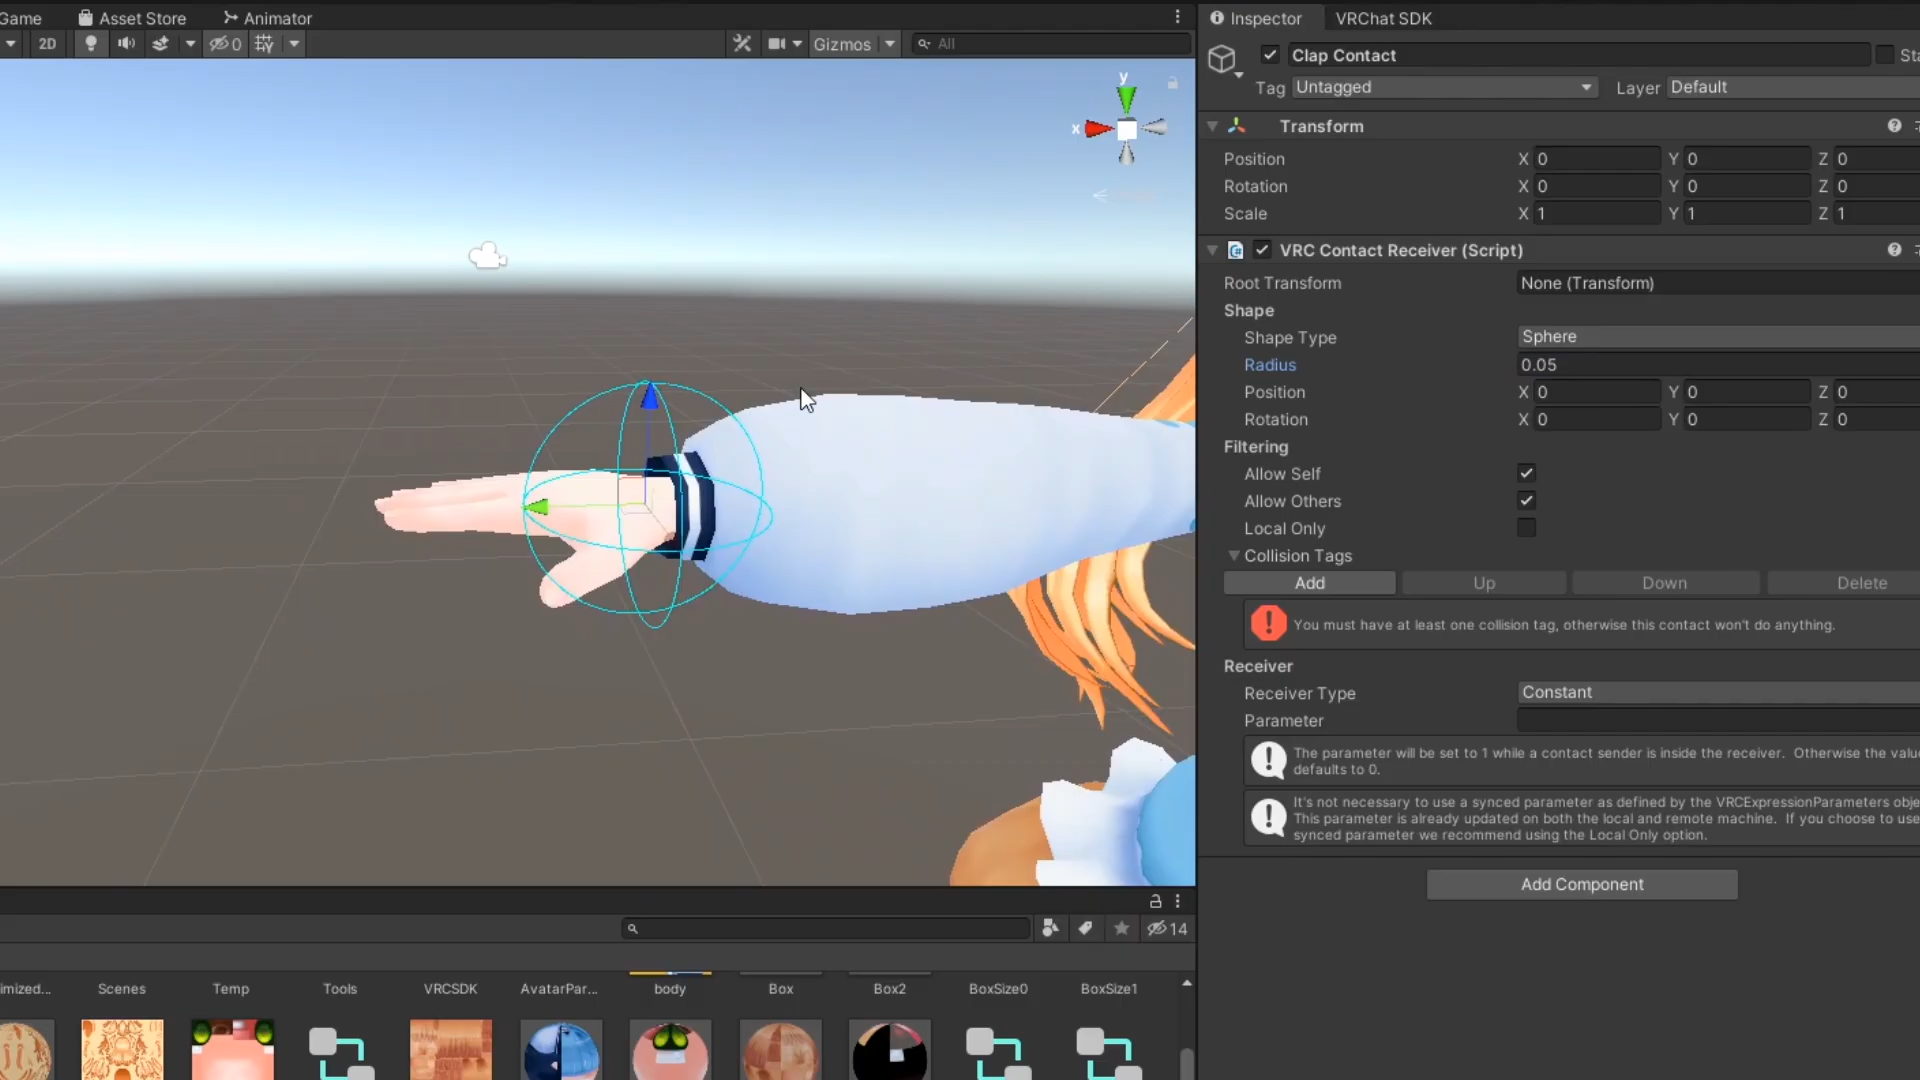 Game Asset Store Animator
2D 0 Gizmos All
y
x
Inspector VRChat SDK
Clap Contact Sta
Tag Untagged Layer Default
Transform
Position X 0 Y 0 Z 0
Rotation X 0 Y 0 Z 0
Scale X 1 Y 1 Z 1
VRC Contact Receiver (Script)
Root Transform None (Transform)
Shape
Shape Type Sphere
Radius 0.05
Position X 0 Y 0 Z 0
Rotation X 0 Y 0 Z 0
Filtering
Allow Self
Allow Others
Local Only
Collision Tags
Add Up Down Delete
You must have at least one collision tag, otherwise this contact won't do anything.
Receiver
Receiver Type Constant
Parameter
The parameter will be set to 1 while a contact sender is inside the receiver. Otherwise the valu
defaults to 0.
It's not necessary to use a synced parameter as defined by the VRCExpressionParameters obje
This parameter is already updated on both the local and remote machine. If you choose to use
synced parameter we recommend using the Local Only option.
Add Component
14
imized... Scenes Temp Tools VRCSDK AvatarPar... body Box Box2 BoxSize0 BoxSize1